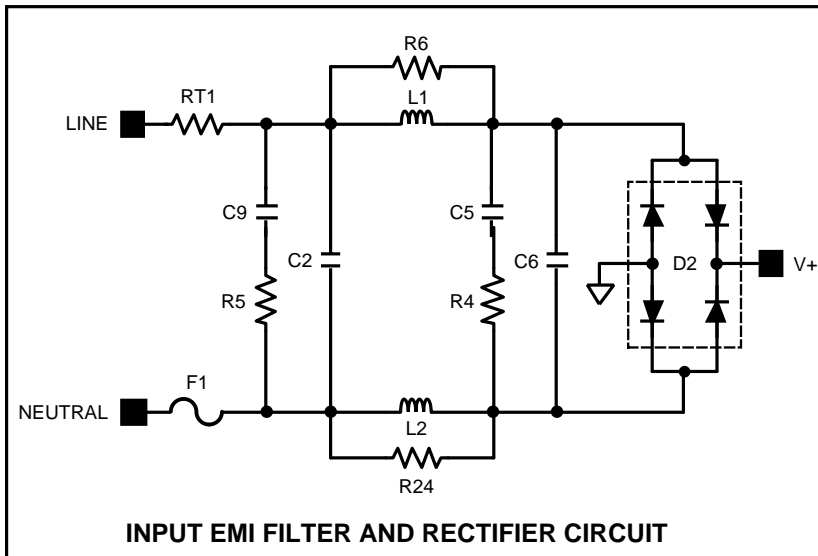 R6
RT1
L1
LINE
C9
C5
C2
C6
D2
V+
R5
R4
F1
NEUTRAL
L2
R24
INPUT EMI FILTER AND RECTIFIER CIRCUIT